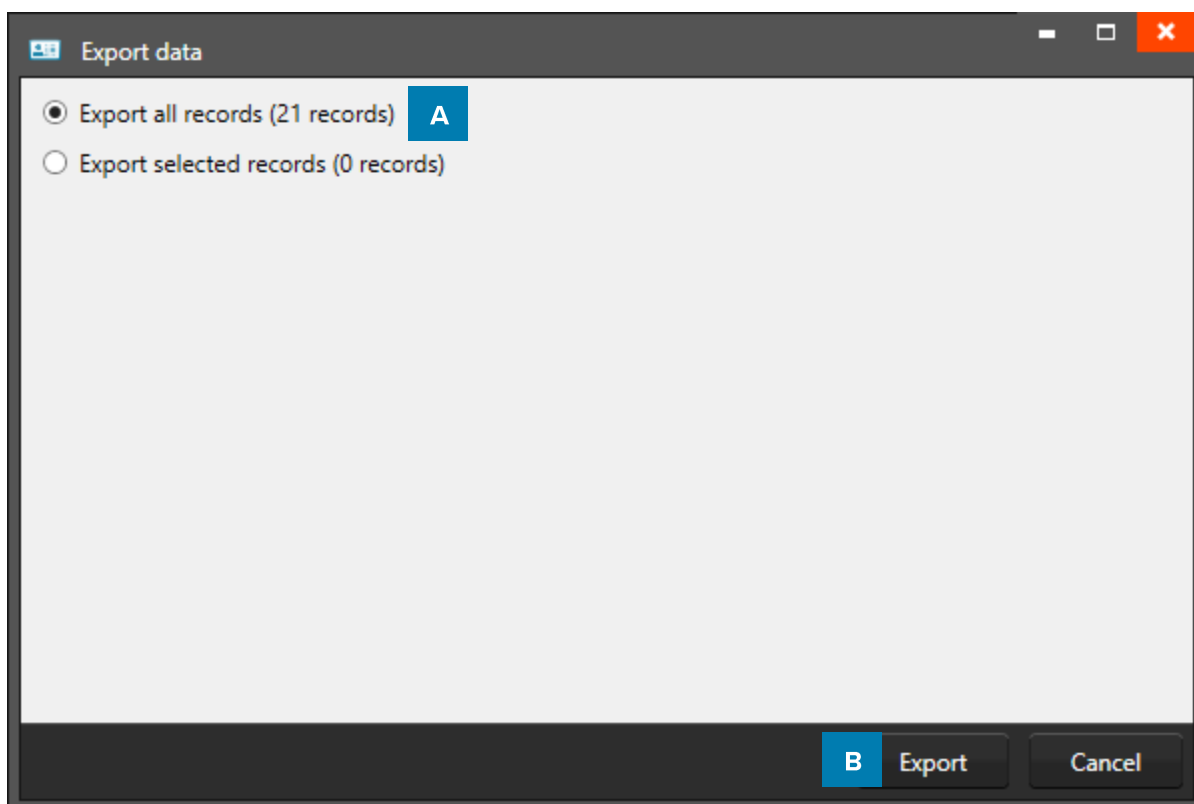 Export data
Export all records (21 records) A
Export selected records (0 records)
B Export Cancel